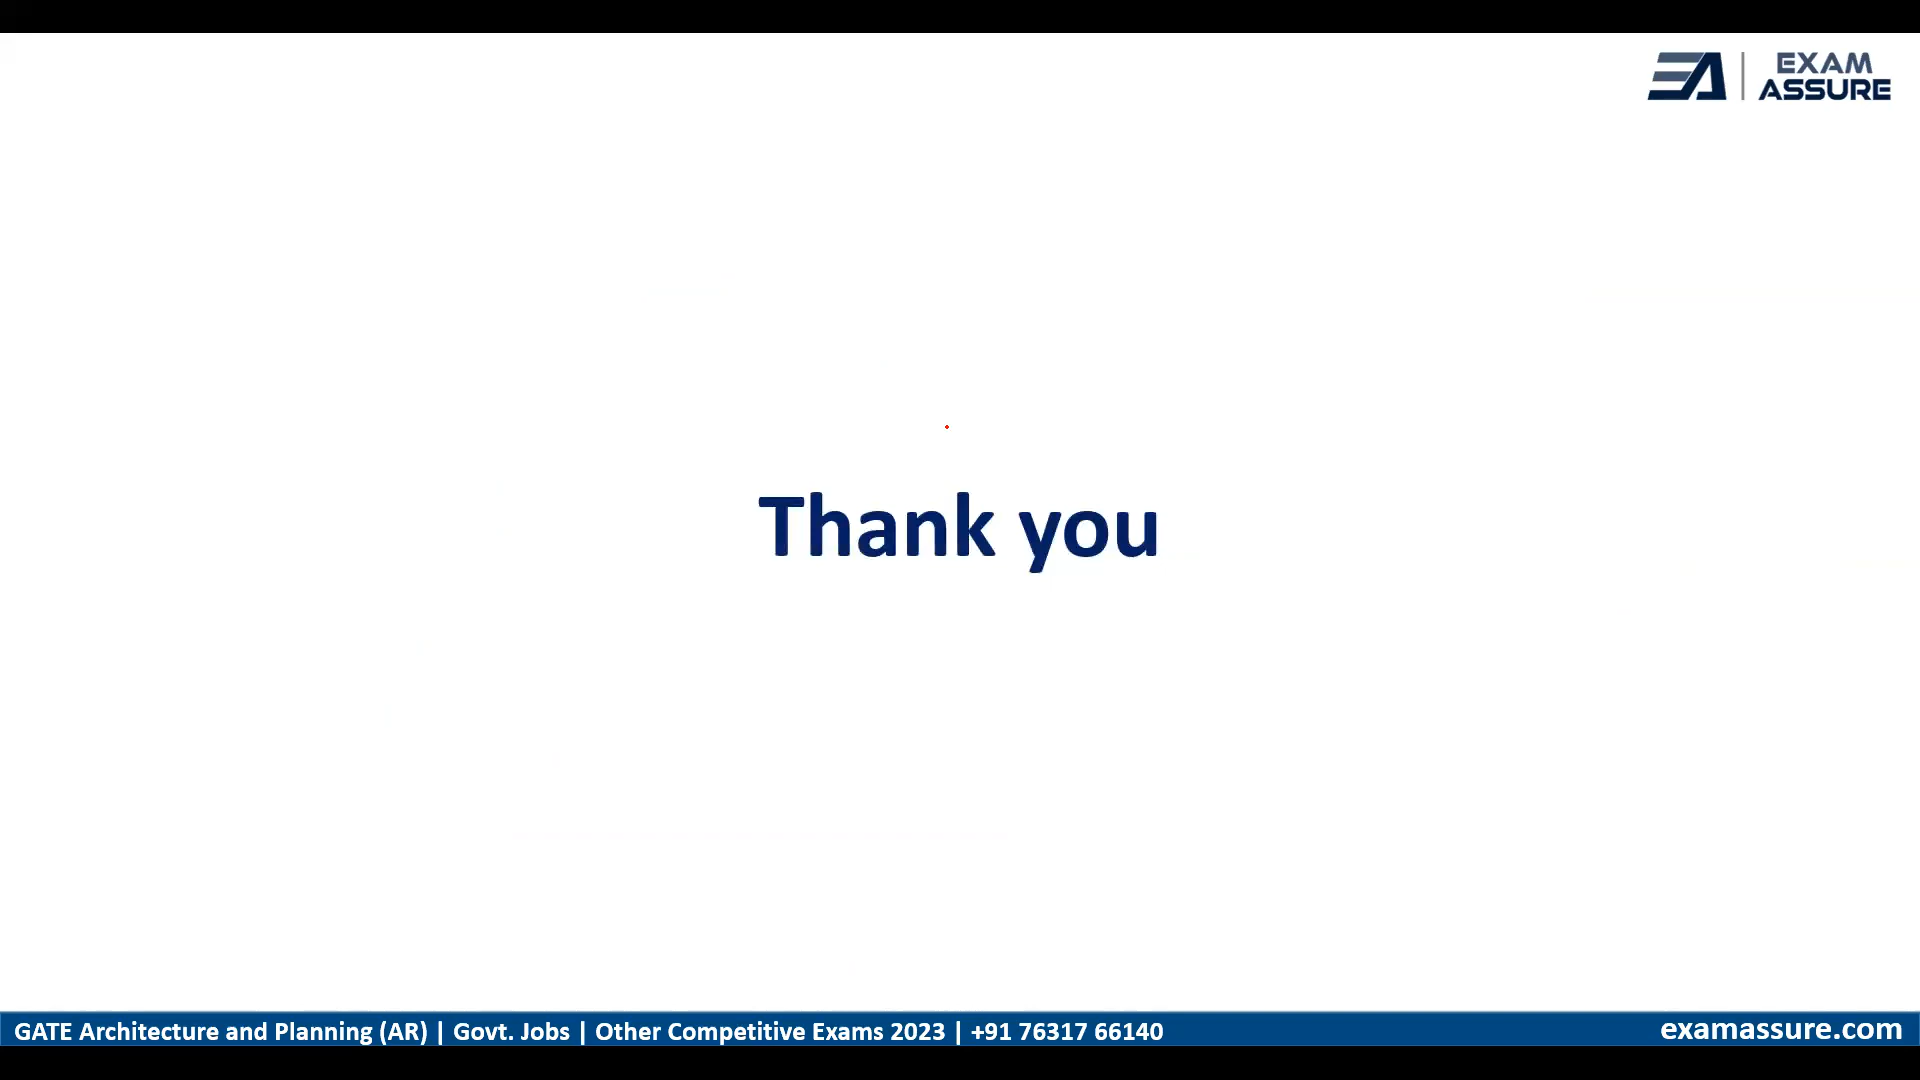 EXAM
ASSURE
Thank you
GATE Architecture and Planning (AR) | Govt. Jobs | Other Competitive Exams 2023 | +91 76317 66140
examassure.com